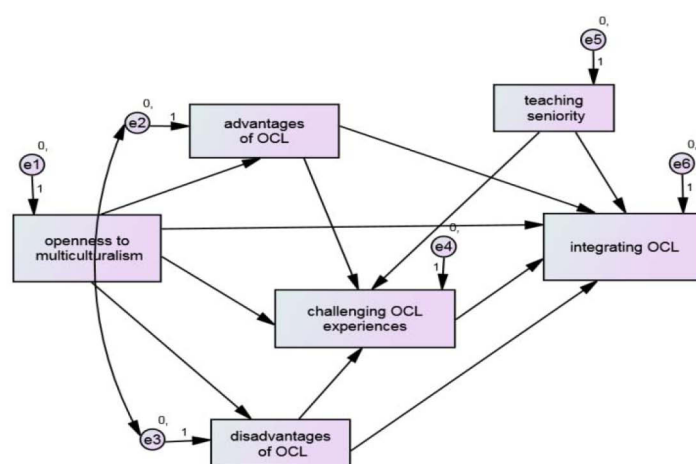 0,
e5
1
teaching
seniority
0,
e2
1
advantages
of OCL
0,
e1
1
0,
e6
1
openness to
multiculturalism
integrating OCL
0,
e4
1
challenging OCL
experiences
0,
e3
1
disadvantages
of OCL